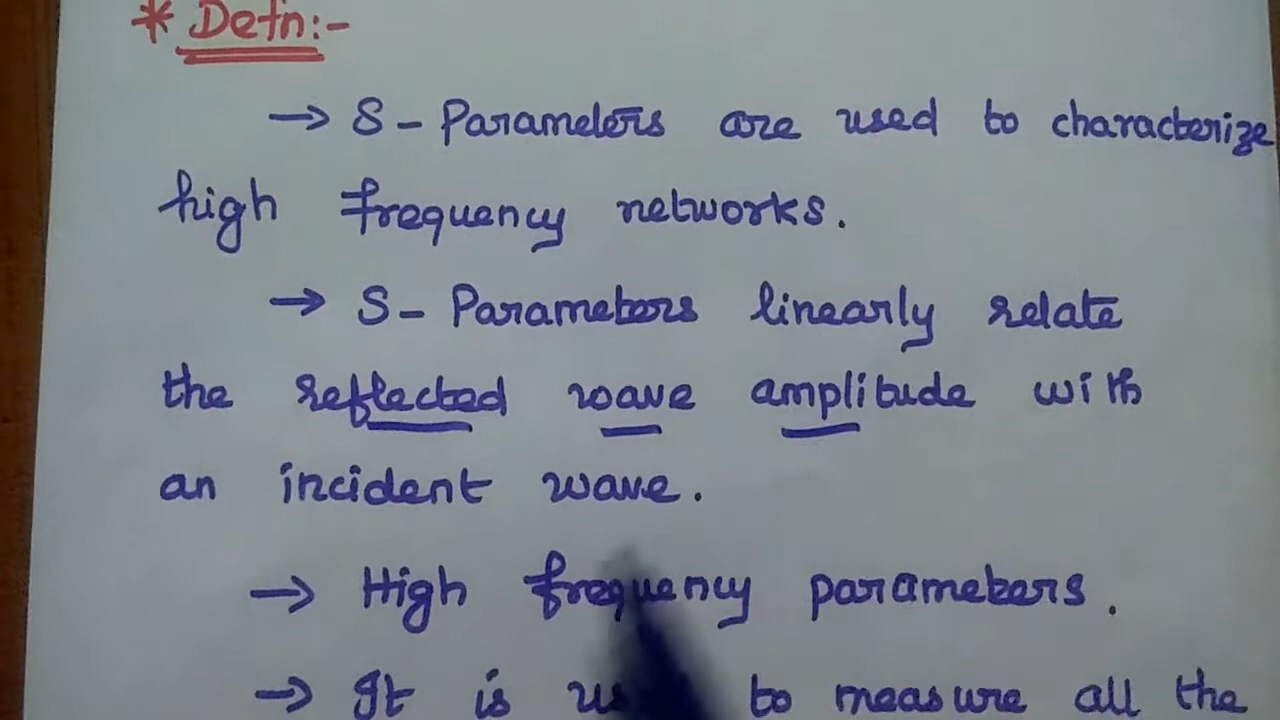 * Defn:-
→ S - Parameters are used to characterize
high frequency networks.
→ S - Parameters linearly relate
the reflected wave amplitude with
an incident wave.
→ High frequency parameters.
→ It is to measure all the